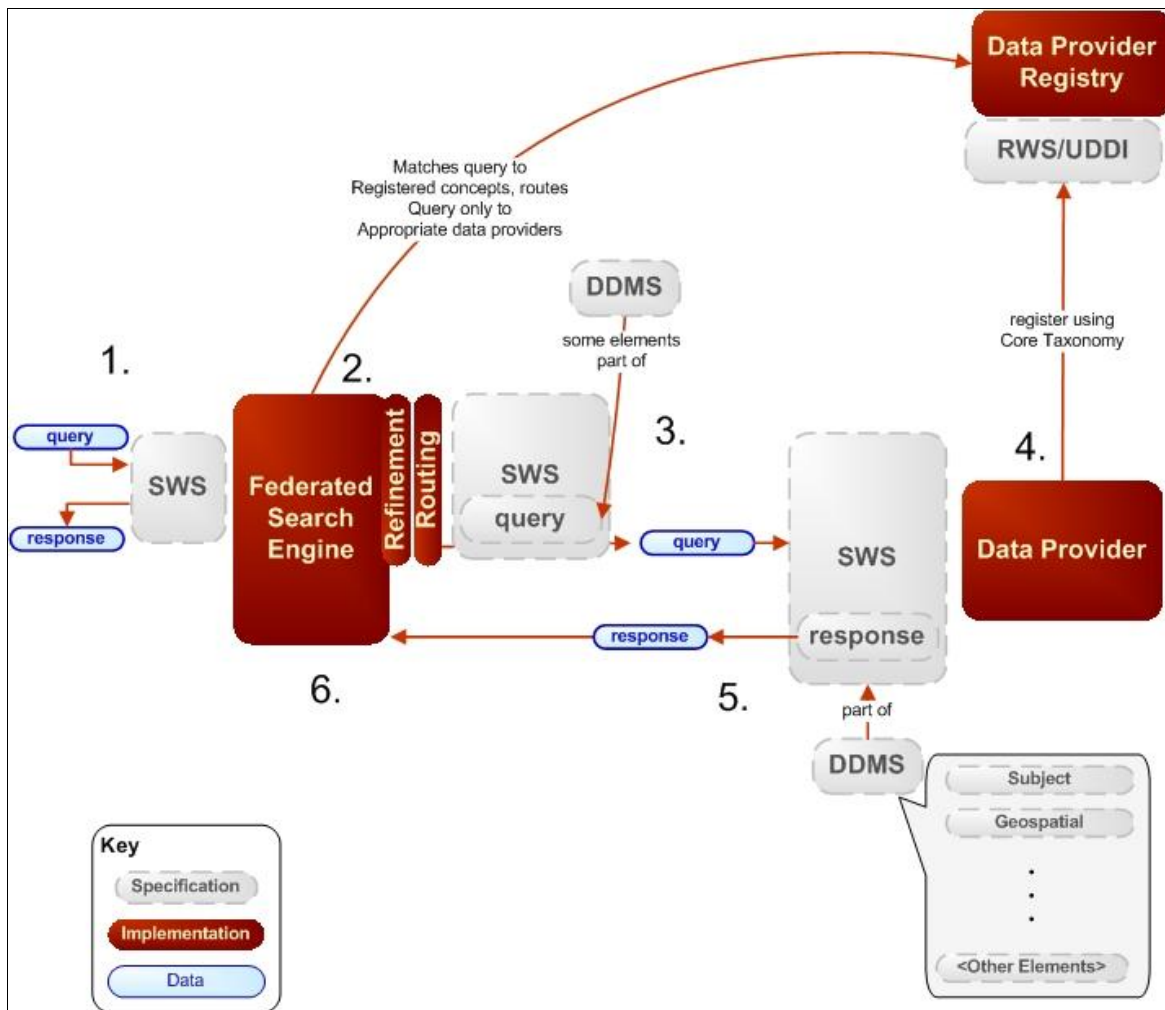 Data Provider
Registry
RWS/UDDI
Matches query to
Registered concepts, routes
Query only to
Appropriate data providers
DDMS
some elements
part of
register using
Core Taxonomy
1.
2.
3.
4.
query
SWS
response
Federated
Search
Engine
Refinement
Routing
SWS
query
query
SWS
response
Data Provider
response
6.
5.
part of
DDMS
Subject
Geospatial
<Other Elements>
Key
Specification
Implementation
Data